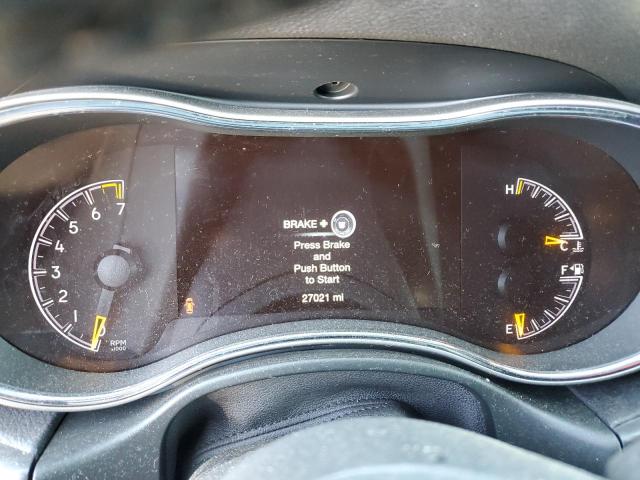 7
6
5
4
3
2
1
0
RPM
x1000
BRAKE +
Press Brake
and
Push Button
to Start
27021 mi
H
C
F
E